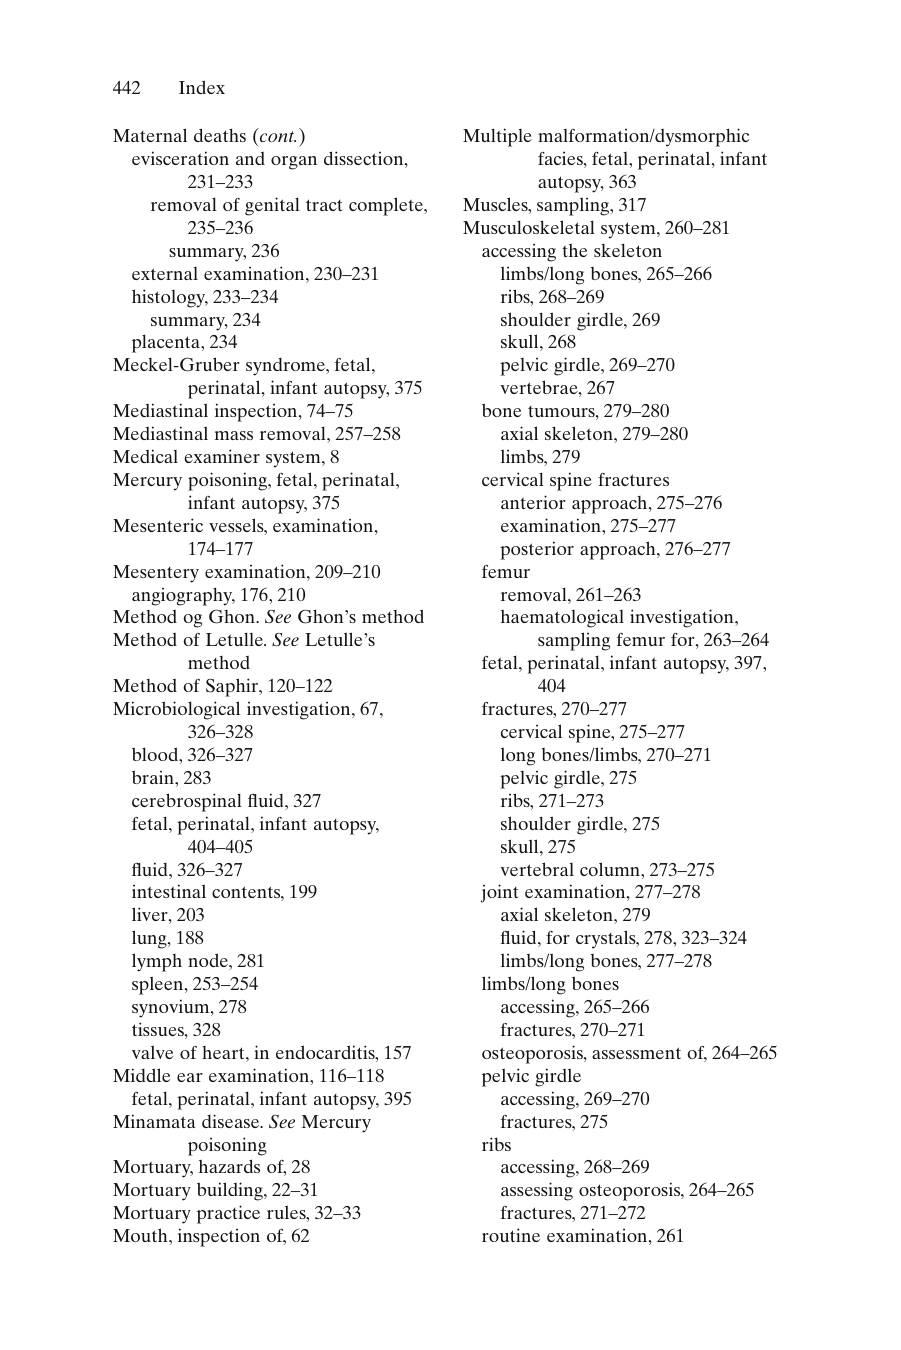 442 Index
Maternal deaths (cont.)
evisceration and organ dissection,
231–233
removal of genital tract complete,
235–236
summary, 236
external examination, 230–231
histology, 233–234
summary, 234
placenta, 234
Meckel-Gruber syndrome, fetal,
perinatal, infant autopsy, 375
Mediastinal inspection, 74–75
Mediastinal mass removal, 257–258
Medical examiner system, 8
Mercury poisoning, fetal, perinatal,
infant autopsy, 375
Mesenteric vessels, examination,
174–177
Mesentery examination, 209–210
angiography, 176, 210
Method og Ghon. See Ghon’s method
Method of Letulle. See Letulle’s
method
Method of Saphir, 120–122
Microbiological investigation, 67,
326–328
blood, 326–327
brain, 283
cerebrospinal fluid, 327
fetal, perinatal, infant autopsy,
404–405
fluid, 326–327
intestinal contents, 199
liver, 203
lung, 188
lymph node, 281
spleen, 253–254
synovium, 278
tissues, 328
valve of heart, in endocarditis, 157
Middle ear examination, 116–118
fetal, perinatal, infant autopsy, 395
Minamata disease. See Mercury
poisoning
Mortuary, hazards of, 28
Mortuary building, 22–31
Mortuary practice rules, 32–33
Mouth, inspection of, 62
Multiple malformation/dysmorphic
facies, fetal, perinatal, infant
autopsy, 363
Muscles, sampling, 317
Musculoskeletal system, 260–281
accessing the skeleton
limbs/long bones, 265–266
ribs, 268–269
shoulder girdle, 269
skull, 268
pelvic girdle, 269–270
vertebrae, 267
bone tumours, 279–280
axial skeleton, 279–280
limbs, 279
cervical spine fractures
anterior approach, 275–276
examination, 275–277
posterior approach, 276–277
femur
removal, 261–263
haematological investigation,
sampling femur for, 263–264
fetal, perinatal, infant autopsy, 397,
404
fractures, 270–277
cervical spine, 275–277
long bones/limbs, 270–271
pelvic girdle, 275
ribs, 271–273
shoulder girdle, 275
skull, 275
vertebral column, 273–275
joint examination, 277–278
axial skeleton, 279
fluid, for crystals, 278, 323–324
limbs/long bones, 277–278
limbs/long bones
accessing, 265–266
fractures, 270–271
osteoporosis, assessment of, 264–265
pelvic girdle
accessing, 269–270
fractures, 275
ribs
accessing, 268–269
assessing osteoporosis, 264–265
fractures, 271–272
routine examination, 261